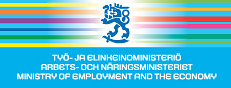 TYÖ- JA ELINKEINOMINISTERIÖ
ARBETS- OCH NÄRINGSMINISTERIET
MINISTRY OF EMPLOYMENT AND THE ECONOMY